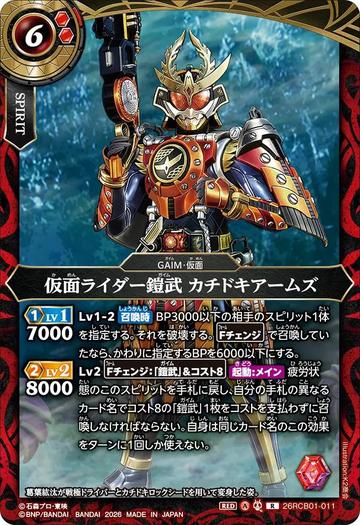 6
SPIRIT
GAIM・仮面
仮面ライダー鎧武 カチドキアームズ
1 LV1 7000
Lv1-2 召喚時 BP3000以下の相手のスピリット1体
を指定する。それを破壊する。『Fチェンジ』で召喚してい
たなら、かわりに指定するBPを6000以下にする。
2 LV2 8000
Lv2 『Fチェンジ:「鎧武」&コスト8』 起動:メイン 疲労状
態のこのスピリットを手札に戻し、自分の手札の異なる
カード名でコスト8の「鎧武」1枚をコストを支払わずに召
喚しなければならない。自身は同じカード名のこの効果
をターンに1回しか使えない。
Illustration:K2商会
RED A R 26RCB01-011
©石森プロ・東映
©BNP/BANDAI, BANDAI 2026 MADE IN JAPAN
葛葉紘汰が戦極ドライバーとカチドキロックシードを用いて変身した姿。